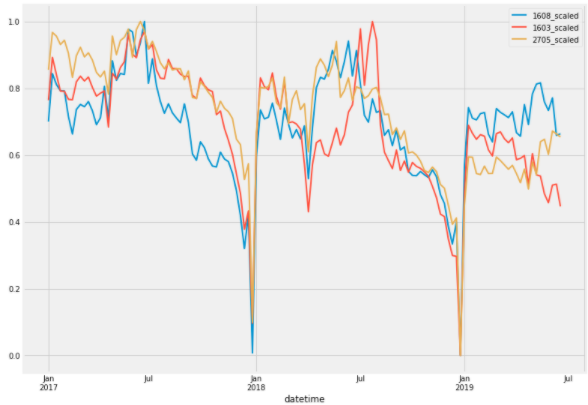 1608_scaled
1603_scaled
2705_scaled
1.0
0.8
0.6
0.4
0.2
0.0
Jan
2017
Jul
Jan
2018
Jul
Jan
2019
Jul
datetime